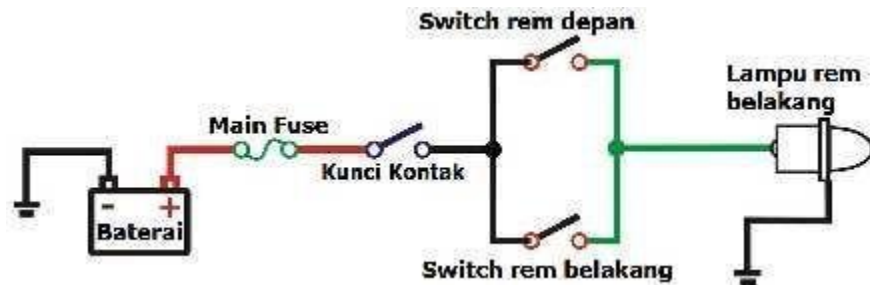 Switch rem depan
Lampu rem
belakang
Main Fuse
Kunci Kontak
- +
Baterai
Switch rem belakang